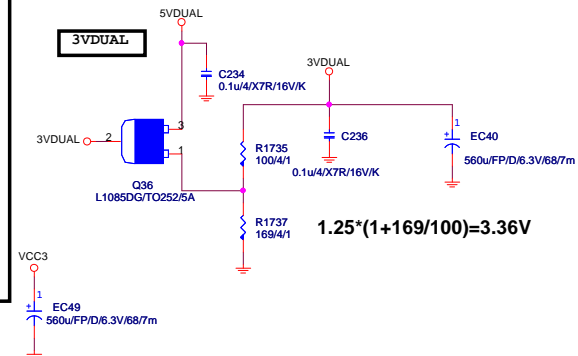 5VDUAL
3VDUAL
C234
0.1u/4/X7R/16V/K
3VDUAL
3
3VDUAL
2
1
Q36
L1085DG/TO252/5A
R1735
100/4/1
C236
0.1u/4/X7R/16V/K
1
+
EC40
560u/FP/D/6.3V/68/7m
R1737
169/4/1
1.25*(1+169/100)=3.36V
VCC3
1
+
EC49
560u/FP/D/6.3V/68/7m